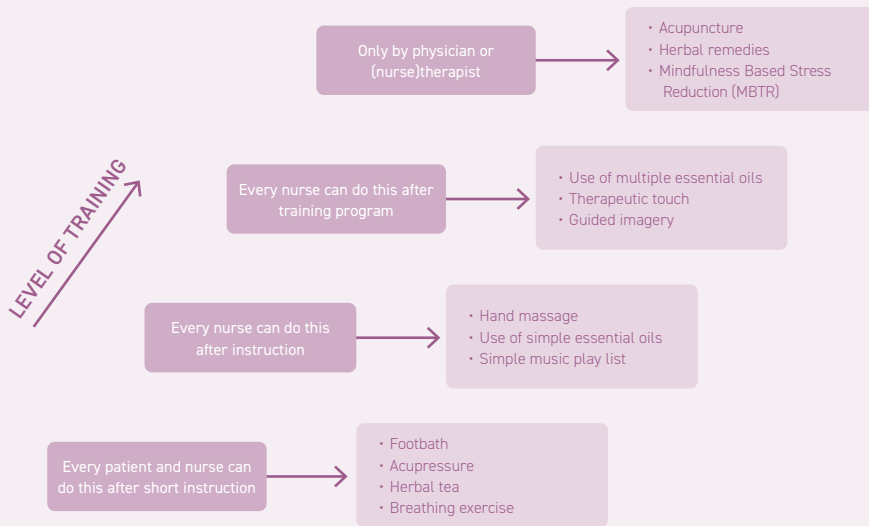 Only by physician or
(nurse)therapist
• Acupuncture
• Herbal remedies
• Mindfulness Based Stress
Reduction (MBTR)
LEVEL OF TRAINING
Every nurse can do this after
training program
• Use of multiple essential oils
• Therapeutic touch
• Guided imagery
Every nurse can do this
after instruction
• Hand massage
• Use of simple essential oils
• Simple music play list
Every patient and nurse can
do this after short instruction
• Footbath
• Acupressure
• Herbal tea
• Breathing exercise